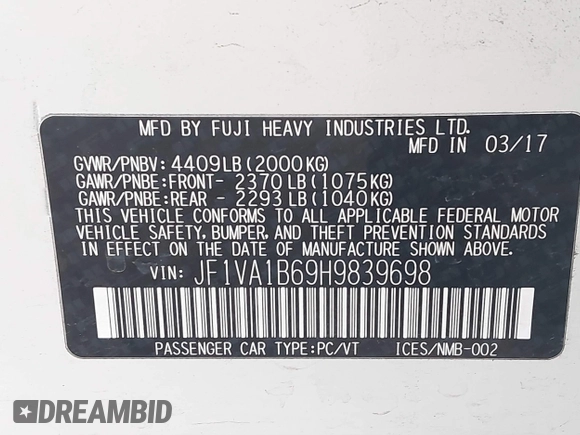 MFD BY FUJI HEAVY INDUSTRIES LTD.
MFD IN 03/17
GVWR/PNBV: 4409LB (2000KG)
GAWR/PNBE:FRONT- 2370LB(1075KG)
GAWR/PNBE:REAR - 2293LB(1040KG)
THIS VEHICLE CONFORMS TO ALL APPLICABLE FEDERAL MOTOR
VEHICLE SAFETY, BUMPER, AND THEFT PREVENTION STANDARDS
IN EFFECT ON THE DATE OF MANUFACTURE SHOWN ABOVE.
VIN: JF1VA1B69H9839698
PASSENGER CAR TYPE:PC/VT ICES/NMB-002
DREAMBID